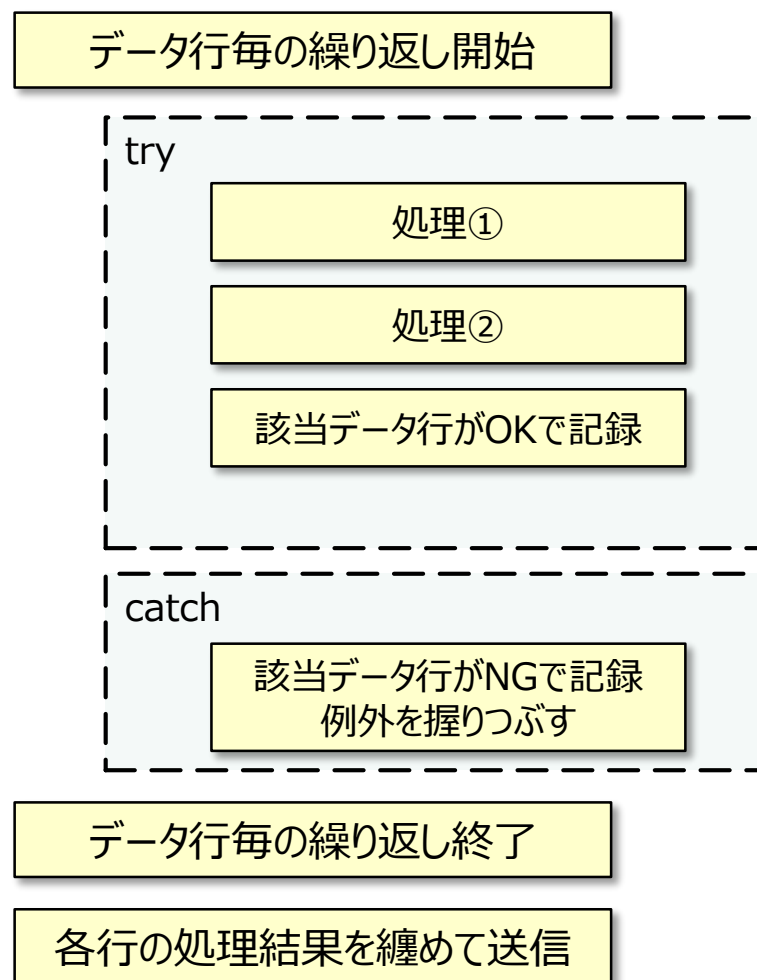 データ行毎の繰り返し開始
try
処理①
処理②
該当データ行がOKで記録
catch
該当データ行がNGで記録
例外を握りつぶす
データ行毎の繰り返し終了
各行の処理結果を纏めて送信